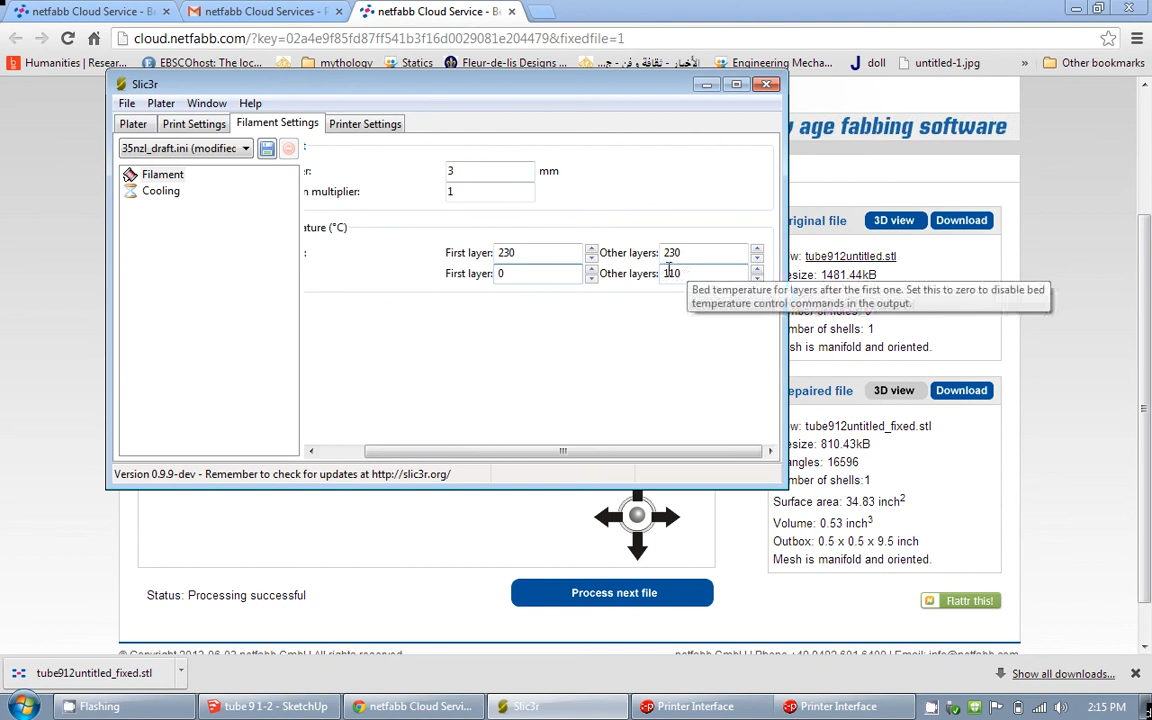 netfabb Cloud Service - Be
netfabb Cloud Services - R
netfabb Cloud Service - Be
cloud.netfabb.com/?key=02a4e9f85fd87ff541b3f16d0029081e204479&fixedfile=1
Humanities | Resear...
EBSCOhost: The loc...
mythology
Statics
Fleur-de-lis Designs ...
الأخبار - ثقافة و فن - ج...
Engineering Mecha...
doll
untitled-1.jpg
»
Other bookmarks
Slic3r
File Plater Window Help
Plater Print Settings Filament Settings Printer Settings
35nzl_draft.ini (modifiec
Filament
Cooling
r: 3 mm
n multiplier: 1
ature (°C)
: First layer: 230 Other layers: 230
First layer: 0 Other layers: 110
Bed temperature for layers after the first one. Set this to zero to disable bed
temperature control commands in the output.
Version 0.9.9-dev - Remember to check for updates at http://slic3r.org/
w age fabbing software
riginal file 3D view Download
w: tube912untitled.stl
esize: 1481.44kB
umber of shells: 1
sh is manifold and oriented.
epaired file 3D view Download
w: tube912untitled_fixed.stl
esize: 810.43kB
angles: 16596
umber of shells: 1
Surface area: 34.83 inch2
Volume: 0.53 inch3
Outbox: 0.5 x 0.5 x 9.5 inch
Mesh is manifold and oriented.
Status: Processing successful
Process next file
Flattr this!
tube912untitled_fixed.stl
Show all downloads...
Flashing
tube 9 1-2 - SketchUp
netfabb Cloud Servi...
Slic3r
Printer Interface
Printer Interface
2:15 PM